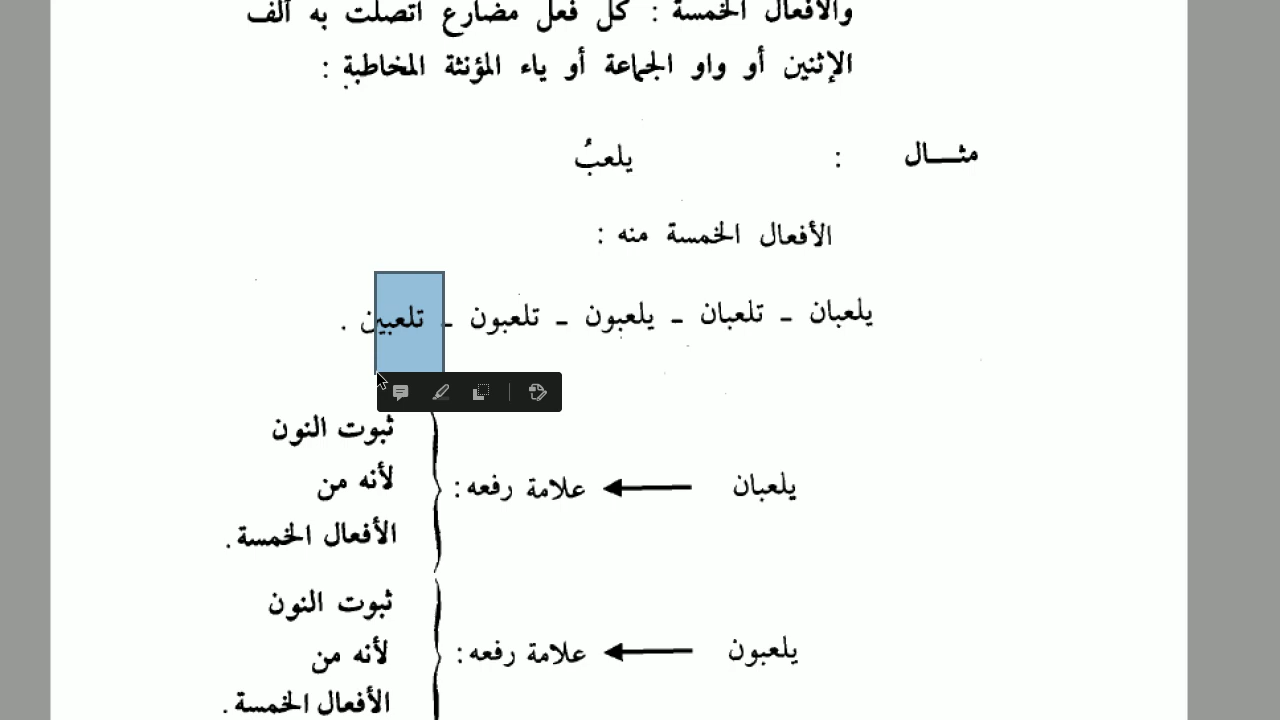 والأفعال الخمسة : كل فعل مضارع اتصلت به ألف
الإثنين أو واو الجماعة أو ياء المؤنثة المخاطبة :
مثـــال : يلعبُ
الأفعال الخمسة منه :
يلعبان ـ تلعبان ـ يلعبون ـ تلعبون ـ تلعبين .
ثبوت النون
لأنه من
يلعبان علامة رفعه :
الأفعال الخمسة .
ثبوت النون
يلعبون علامة رفعه : لأنه من
الأفعال الخمسة .